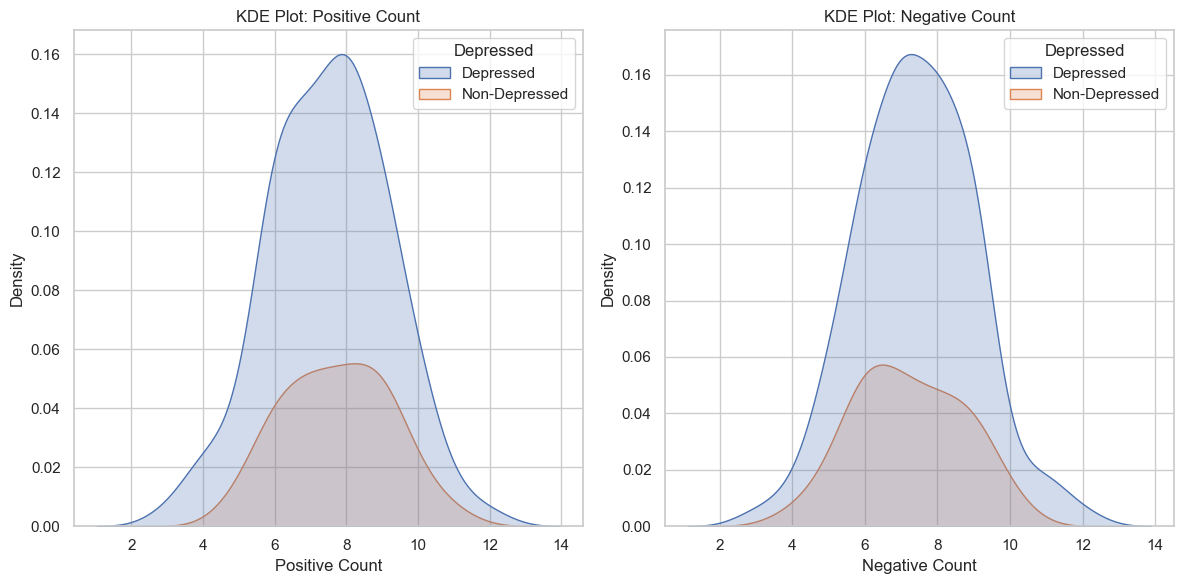 KDE Plot: Positive Count
Depressed
Depressed
Non-Depressed
0.16
0.14
0.12
0.10
0.08
0.06
0.04
0.02
0.00
Density
2 4 6 8 10 12 14
Positive Count
KDE Plot: Negative Count
Depressed
Depressed
Non-Depressed
0.16
0.14
0.12
0.10
0.08
0.06
0.04
0.02
0.00
Density
2 4 6 8 10 12 14
Negative Count